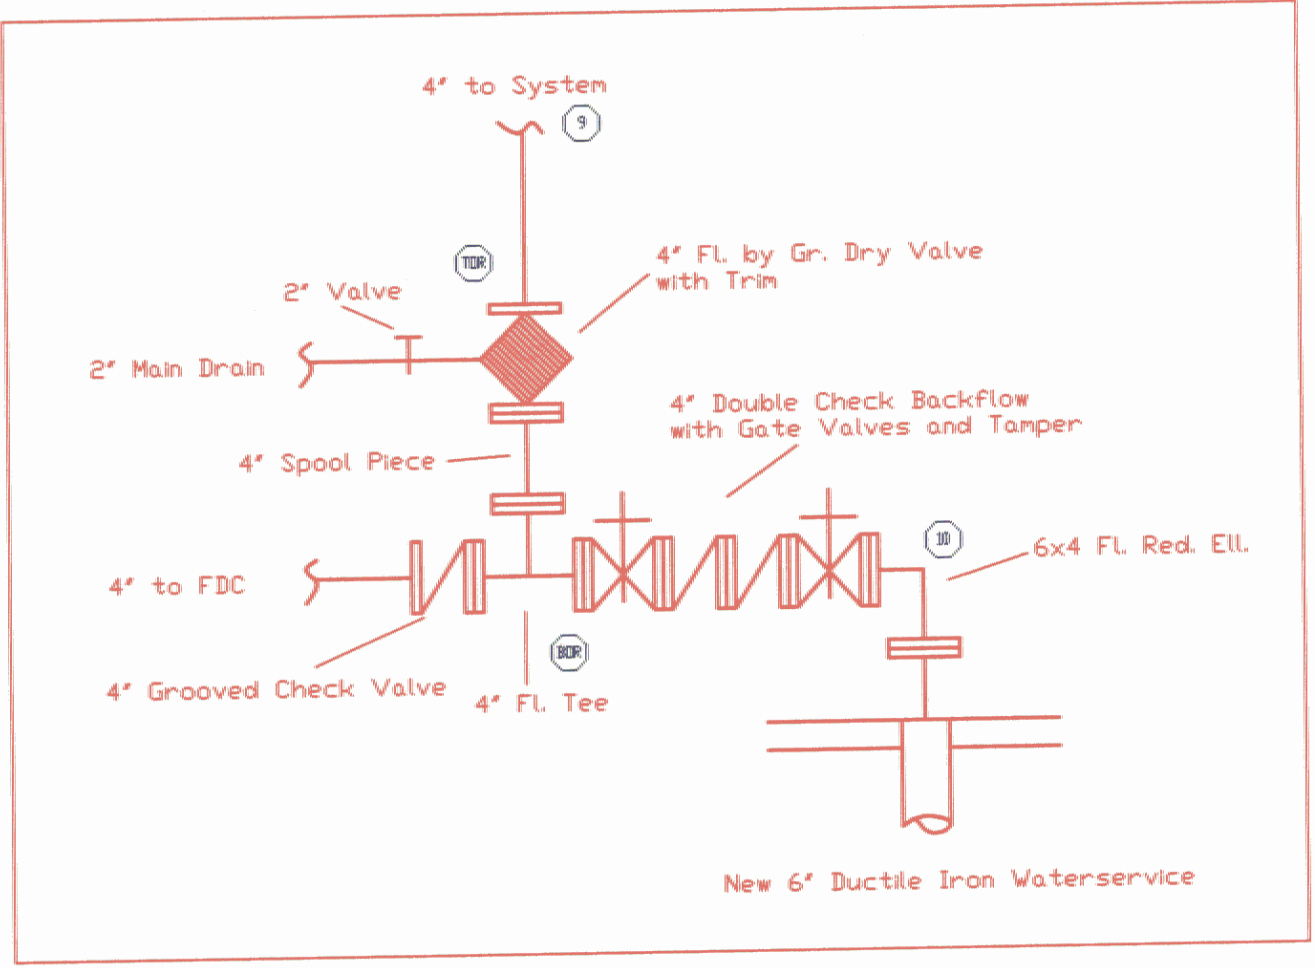 4" to System
9
TOR
4" Fl. by Gr. Dry Valve
with Trim
2" Valve
2" Main Drain
4" Double Check Backflow
with Gate Valves and Tamper
4" Spool Piece
10
6x4 Fl. Red. Ell.
4" to FDC
BOR
4" Grooved Check Valve
4" Fl. Tee
New 6" Ductile Iron Waterservice